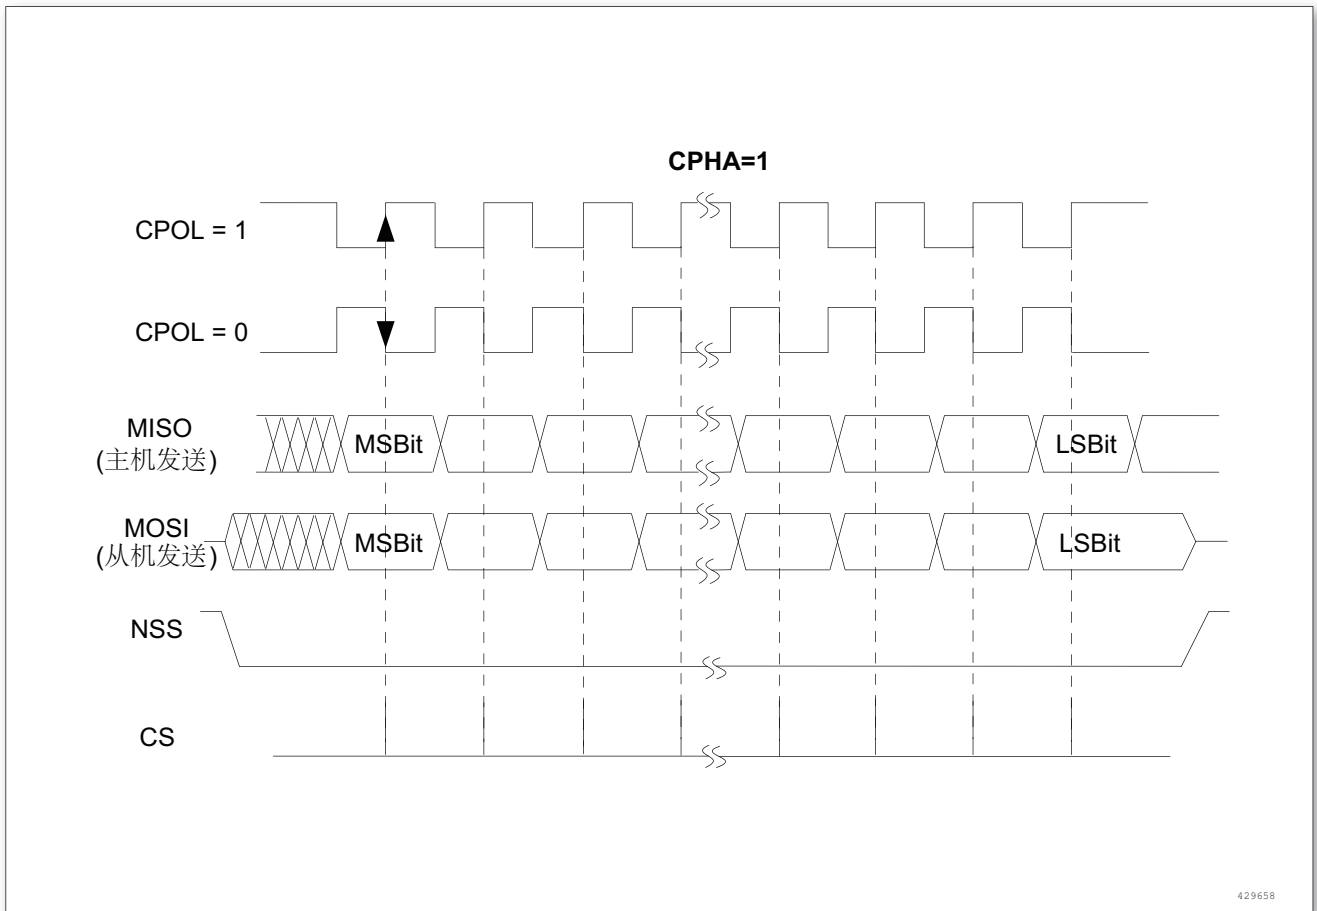 CPHA=1
CPOL = 1
CPOL = 0
MISO
(主机发送)
MSBit
LSBit
MOSI
(从机发送)
MSBit
LSBit
NSS
CS
429658